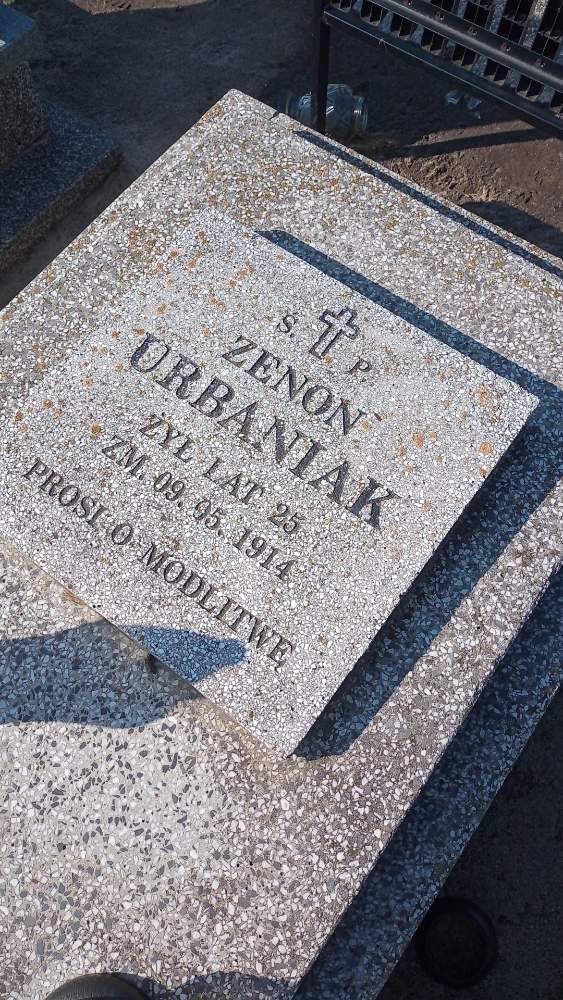 Ś. P
ZENON
URBANIAK
ŻYŁ LAT 25
ZM. 09. 05. 1914
PROSI O MODLITWĘ